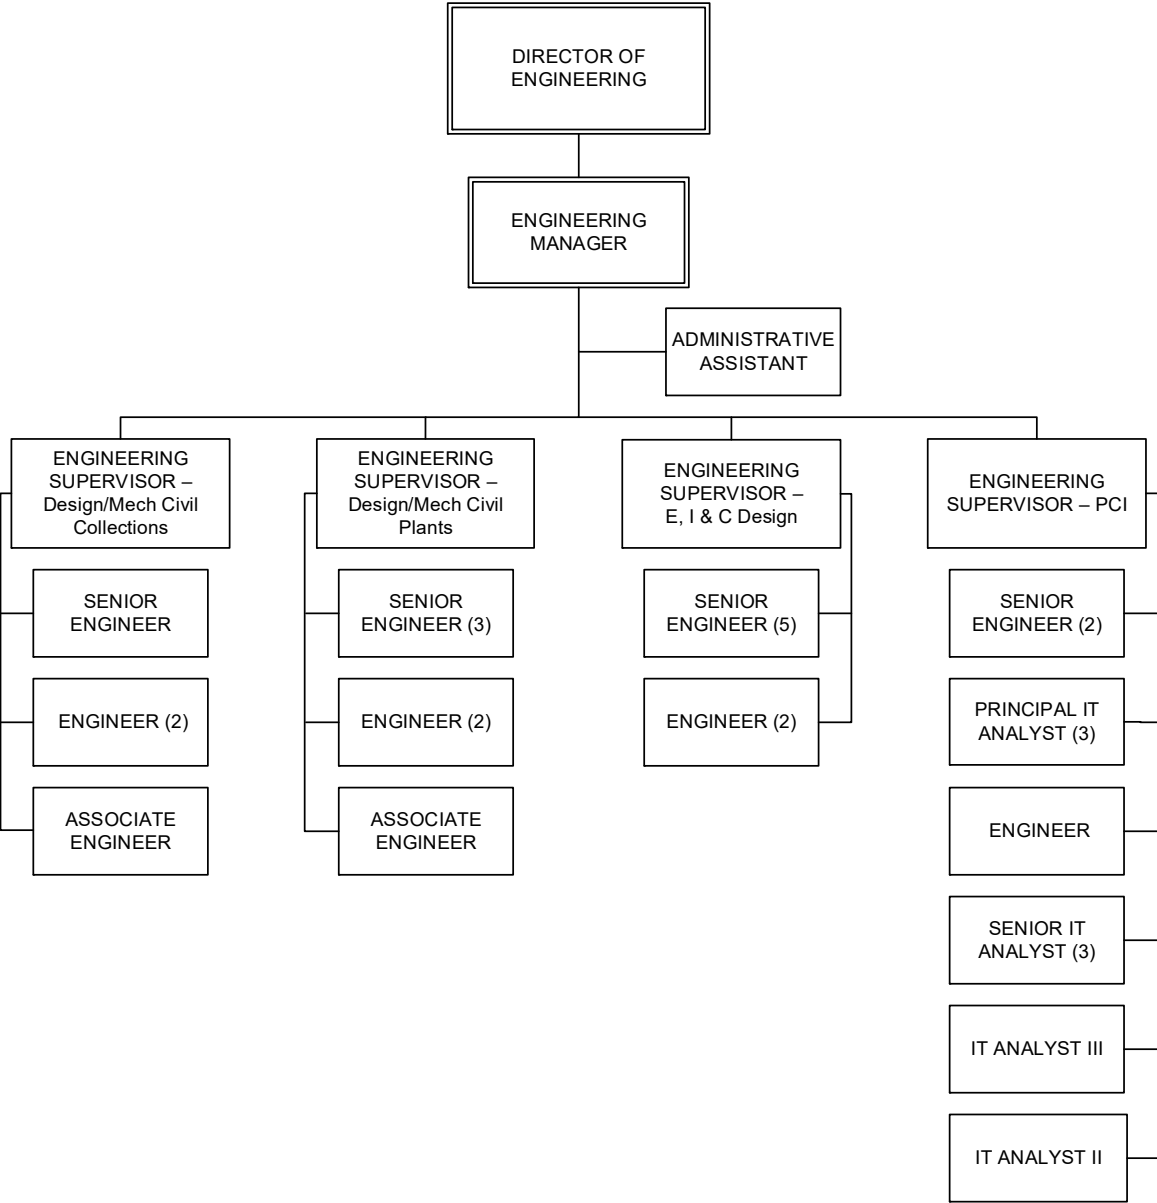 DIRECTOR OF
ENGINEERING
ENGINEERING
MANAGER
ADMINISTRATIVE
ASSISTANT
ENGINEERING
SUPERVISOR –
Design/Mech Civil
Collections
SENIOR
ENGINEER
ENGINEER (2)
ASSOCIATE
ENGINEER
ENGINEERING
SUPERVISOR –
Design/Mech Civil
Plants
SENIOR
ENGINEER (3)
ENGINEER (2)
ASSOCIATE
ENGINEER
ENGINEERING
SUPERVISOR –
E, I & C Design
SENIOR
ENGINEER (5)
ENGINEER (2)
ENGINEERING
SUPERVISOR – PCI
SENIOR
ENGINEER (2)
PRINCIPAL IT
ANALYST (3)
ENGINEER
SENIOR IT
ANALYST (3)
IT ANALYST III
IT ANALYST II